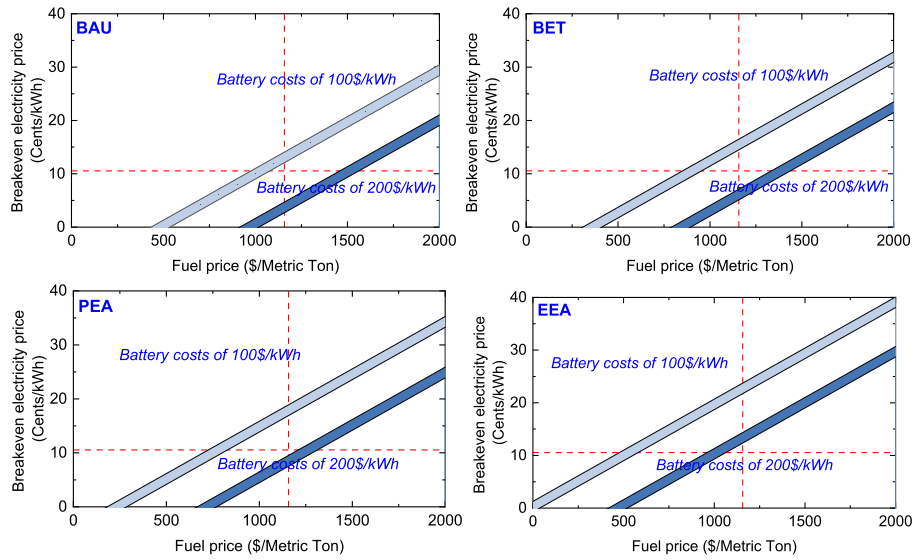 BAU
Battery costs of 100$/kWh
Battery costs of 200$/kWh
Breakeven electricity price
(Cents/kWh)
40
30
20
10
0
0
500
1000
1500
2000
Fuel price ($/Metric Ton)
BET
Battery costs of 100$/kWh
Battery costs of 200$/kWh
Breakeven electricity price
(Cents/kWh)
40
30
20
10
0
0
500
1000
1500
2000
Fuel price ($/Metric Ton)
PEA
Battery costs of 100$/kWh
Battery costs of 200$/kWh
Breakeven electricity price
(Cents/kWh)
40
30
20
10
0
0
500
1000
1500
2000
Fuel price ($/Metric Ton)
EEA
Battery costs of 100$/kWh
Battery costs of 200$/kWh
Breakeven electricity price
(Cents/kWh)
40
30
20
10
0
0
500
1000
1500
2000
Fuel price ($/Metric Ton)